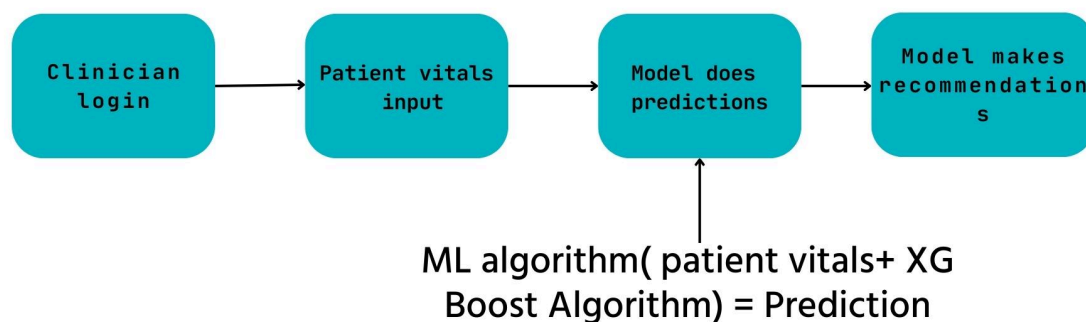 Clinician
login
Patient vitals
input
Model does
predictions
Model makes
recommendation
s
ML algorithm( patient vitals+ XG
Boost Algorithm) = Prediction